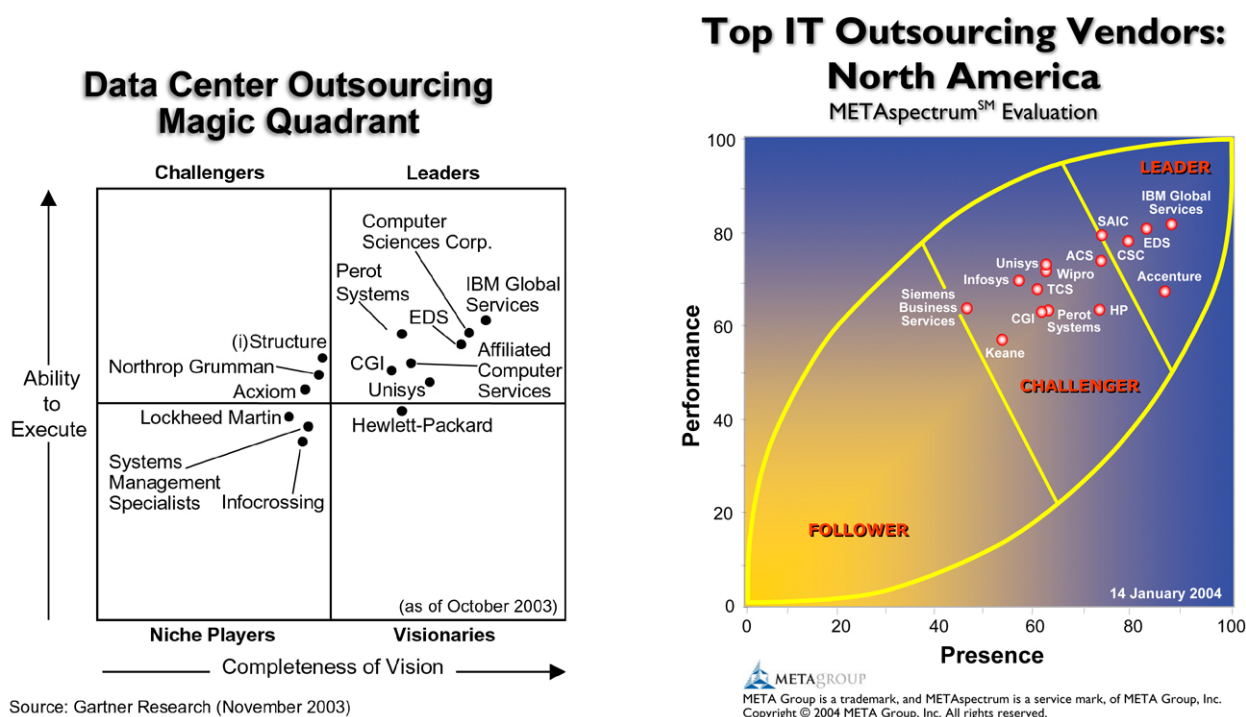 Data Center Outsourcing
Magic Quadrant
Challengers
Leaders
Computer
Sciences Corp.
Perot
Systems
IBM Global
Services
EDS
(i)Structure
Northrop Grumman
CGI
Affiliated
Computer
Services
Acxiom
Unisys
Ability
to
Execute
Lockheed Martin
Hewlett-Packard
Systems
Management
Specialists
Infocrossing
(as of October 2003)
Niche Players
Visionaries
Completeness of Vision
Source: Gartner Research (November 2003)
Top IT Outsourcing Vendors:
North America
METAspectrum℠ Evaluation
100
80
60
40
20
0
Performance
LEADER
IBM Global
Services
SAIC
EDS
ACS
CSC
Unisys
Wipro
Accenture
Infosys
TCS
Siemens
Business
Services
CGI
Perot
Systems
HP
Keane
CHALLENGER
FOLLOWER
14 January 2004
0
20
40
60
80
100
Presence
METAGROUP
META Group is a trademark, and METAspectrum is a service mark, of META Group, Inc.
Copyright © 2004 META Group, Inc. All rights reserved.